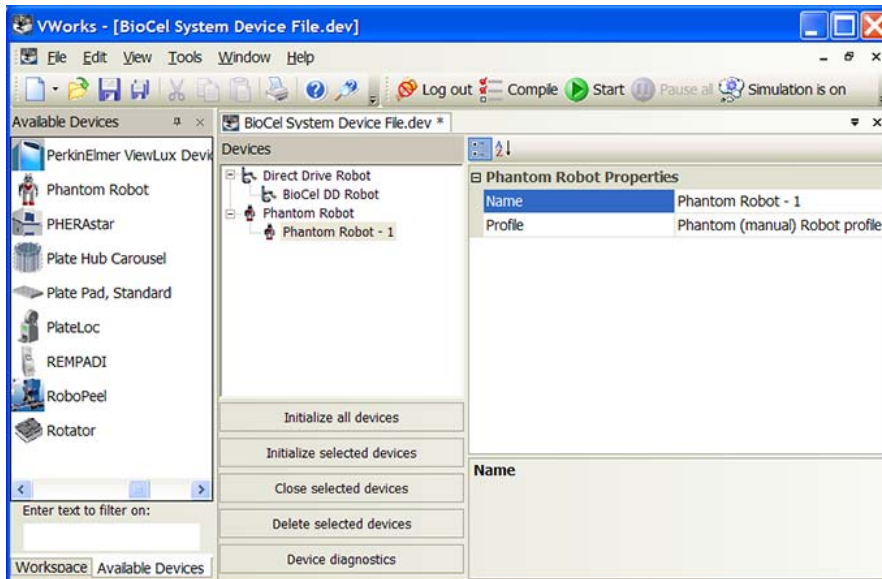 VWorks - [BioCel System Device File.dev]
File Edit View Tools Window Help
Log out Compile Start Pause all Simulation is on
Available Devices
BioCel System Device File.dev *
PerkinElmer ViewLux Devi
Phantom Robot
PHERAstar
Plate Hub Carousel
Plate Pad, Standard
PlateLoc
REMPADI
RoboPeel
Rotator
Enter text to filter on:
Workspace Available Devices
Devices
Direct Drive Robot
BioCel DD Robot
Phantom Robot
Phantom Robot - 1
Initialize all devices
Initialize selected devices
Close selected devices
Delete selected devices
Device diagnostics
Phantom Robot Properties
Name Phantom Robot - 1
Profile Phantom (manual) Robot profile
Name